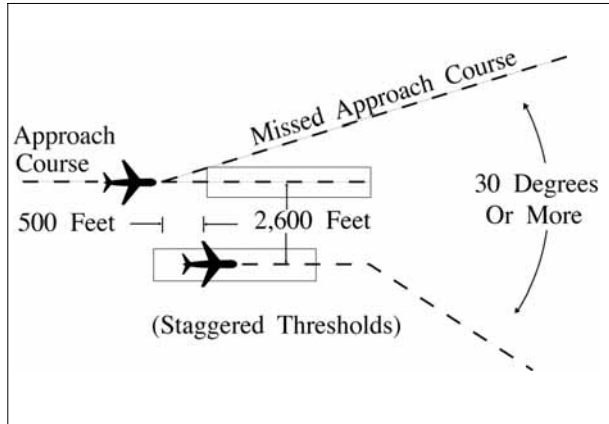 Missed Approach Course
Approach
Course
500 Feet
2,600 Feet
30 Degrees
Or More
(Staggered Thresholds)